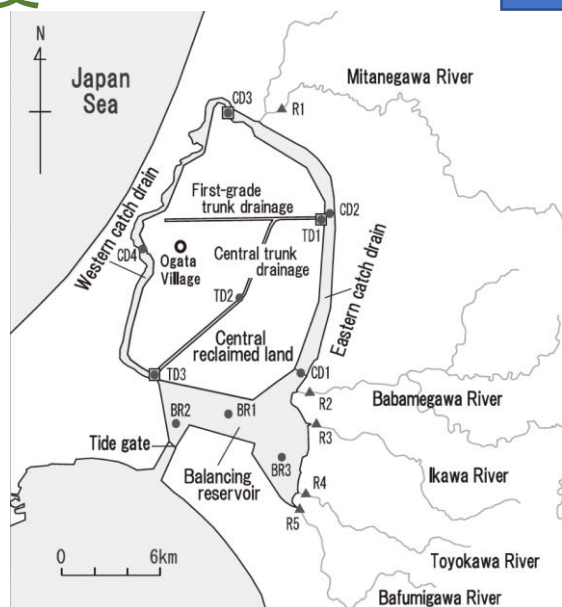 N
Japan
Sea
Mitanegawa River
CD3
R1
First-grade
trunk drainage
CD2
TD1
Western catch drain
CD4
Ogata
Village
Central trunk
drainage
TD2
Eastern catch drain
Central
reclaimed land
TD3
CD1
R2
Babamegawa River
BR1
BR2
R3
Tide gate
BR3
Ikawa River
Balancing
reservoir
R4
R5
0
6km
Toyokawa River
Bafumigawa River